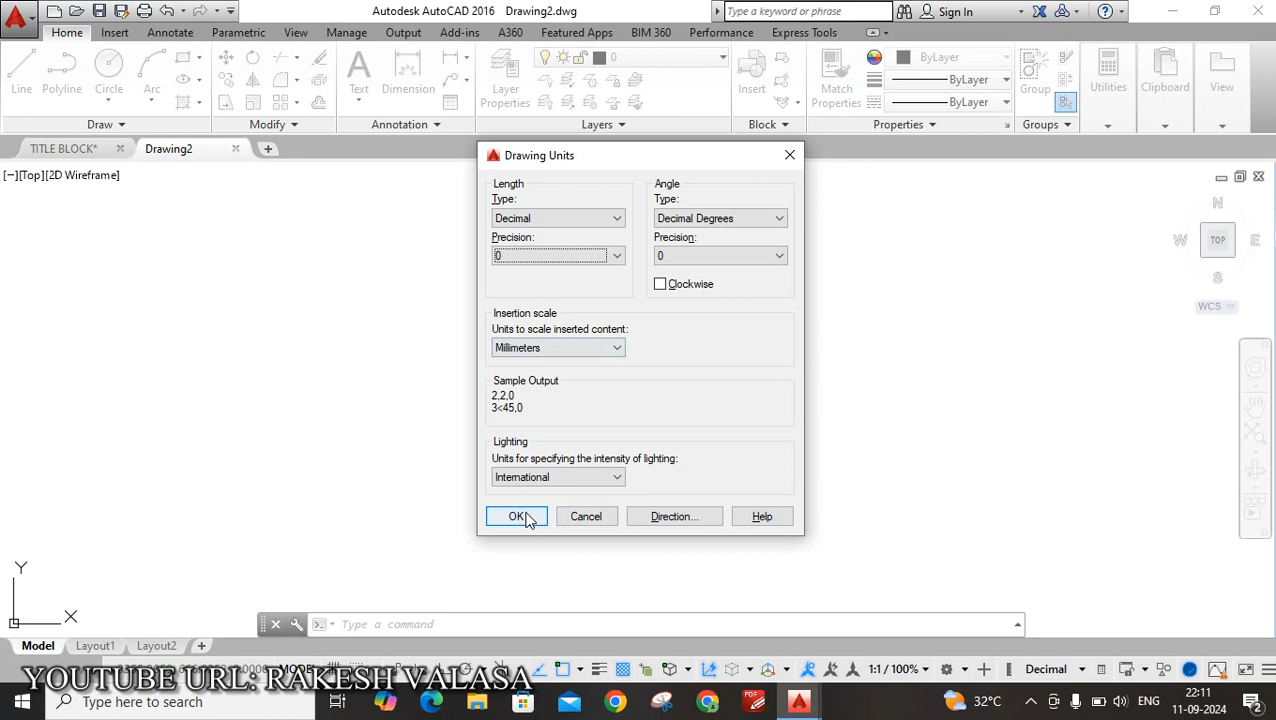 Autodesk AutoCAD 2016 Drawing2.dwg
Type a keyword or phrase
Sign In
Home Insert Annotate Parametric View Manage Output Add-ins A360 Featured Apps BIM 360 Performance Express Tools
Line Polyline Circle Arc
Text Dimension
Layer Properties
0
Insert
Match Properties
ByLayer
ByLayer
ByLayer
Group
Utilities
Clipboard
View
Draw Modify Annotation Layers Block Properties Groups
TITLE BLOCK* Drawing2
[−][Top][2D Wireframe]
Drawing Units
Length
Type:
Decimal
Precision:
0
Angle
Type:
Decimal Degrees
Precision:
0
Clockwise
Insertion scale
Units to scale inserted content:
Millimeters
Sample Output
2,2,0
3<45,0
Lighting
Units for specifying the intensity of lighting:
International
OK Cancel Direction... Help
N
W TOP E
S
WCS
Y
X
Type a command
Model Layout1 Layout2
1:1 / 100% Decimal
YOUTUBE URL: RAKESH VALASA
Type here to search
32°C
ENG
22:11
11-09-2024
2